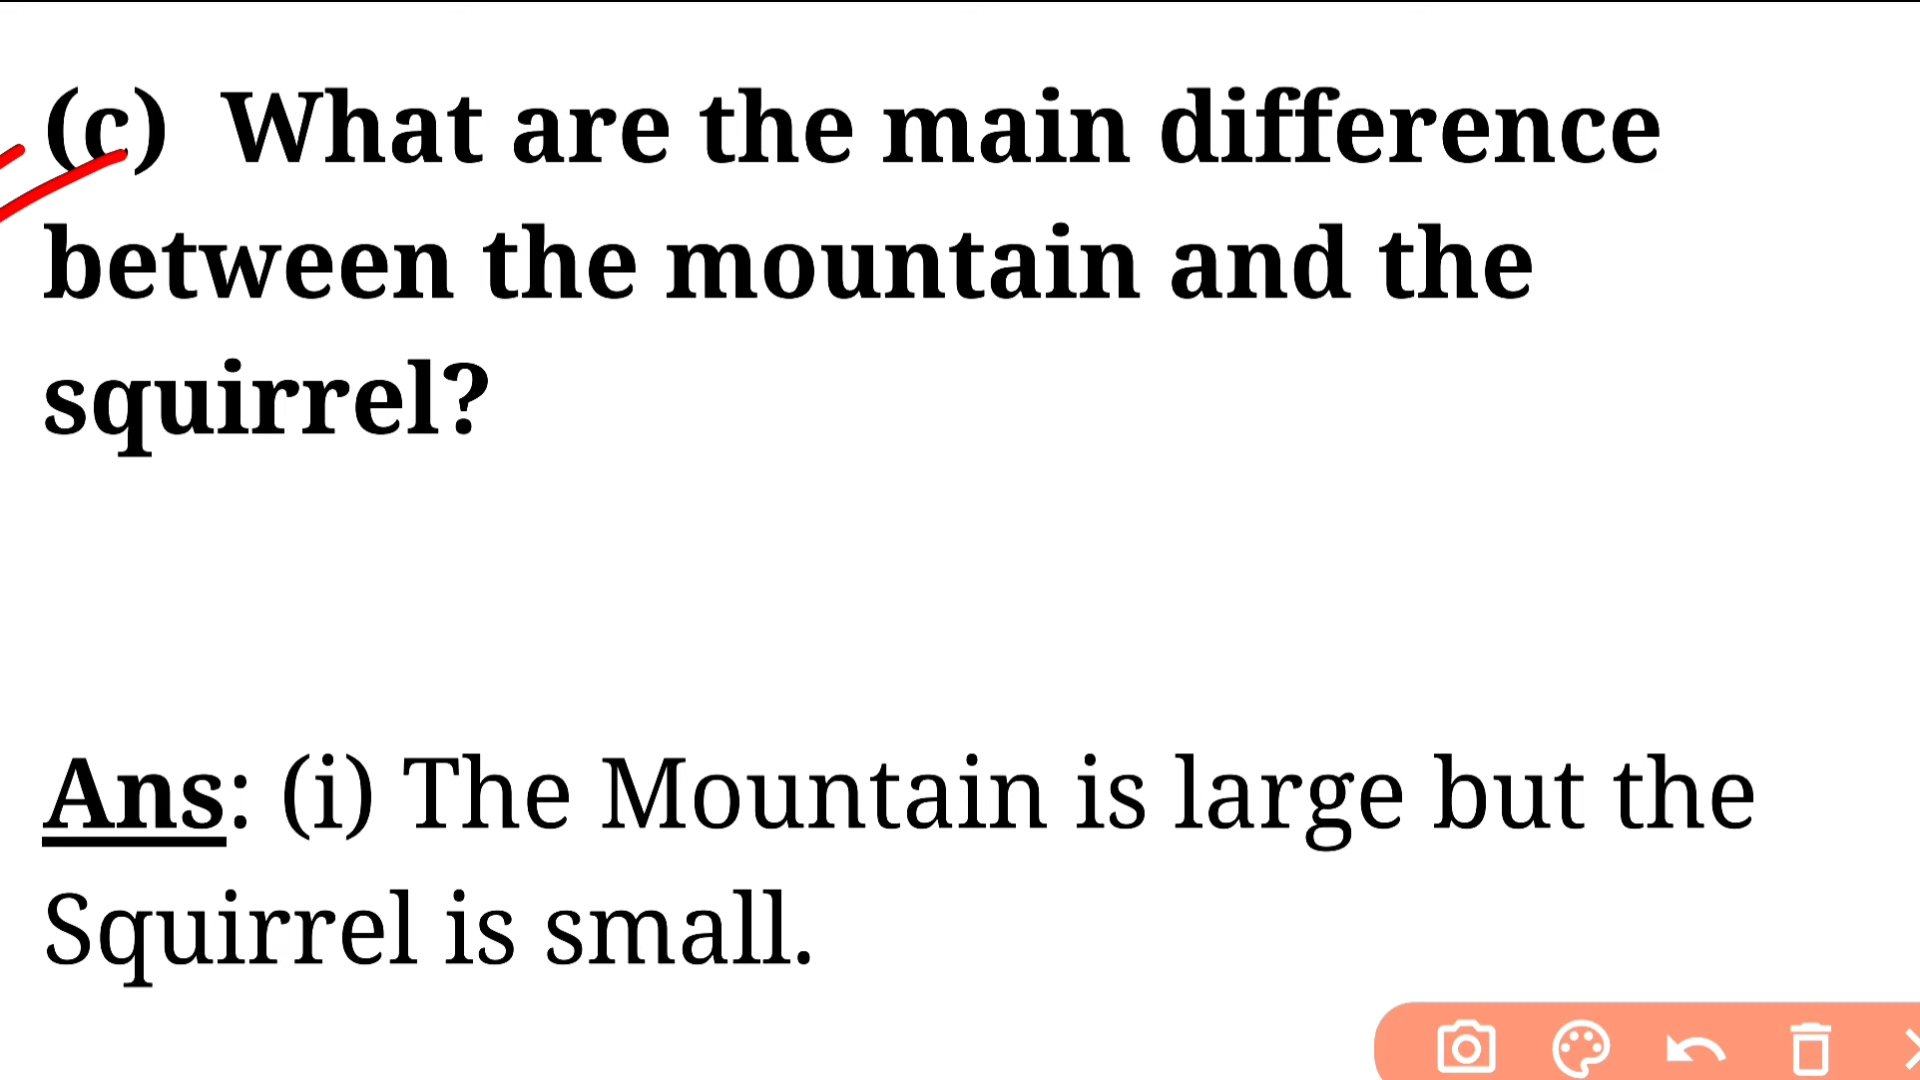 (c) What are the main difference
between the mountain and the
squirrel?
Ans: (i) The Mountain is large but the
Squirrel is small.